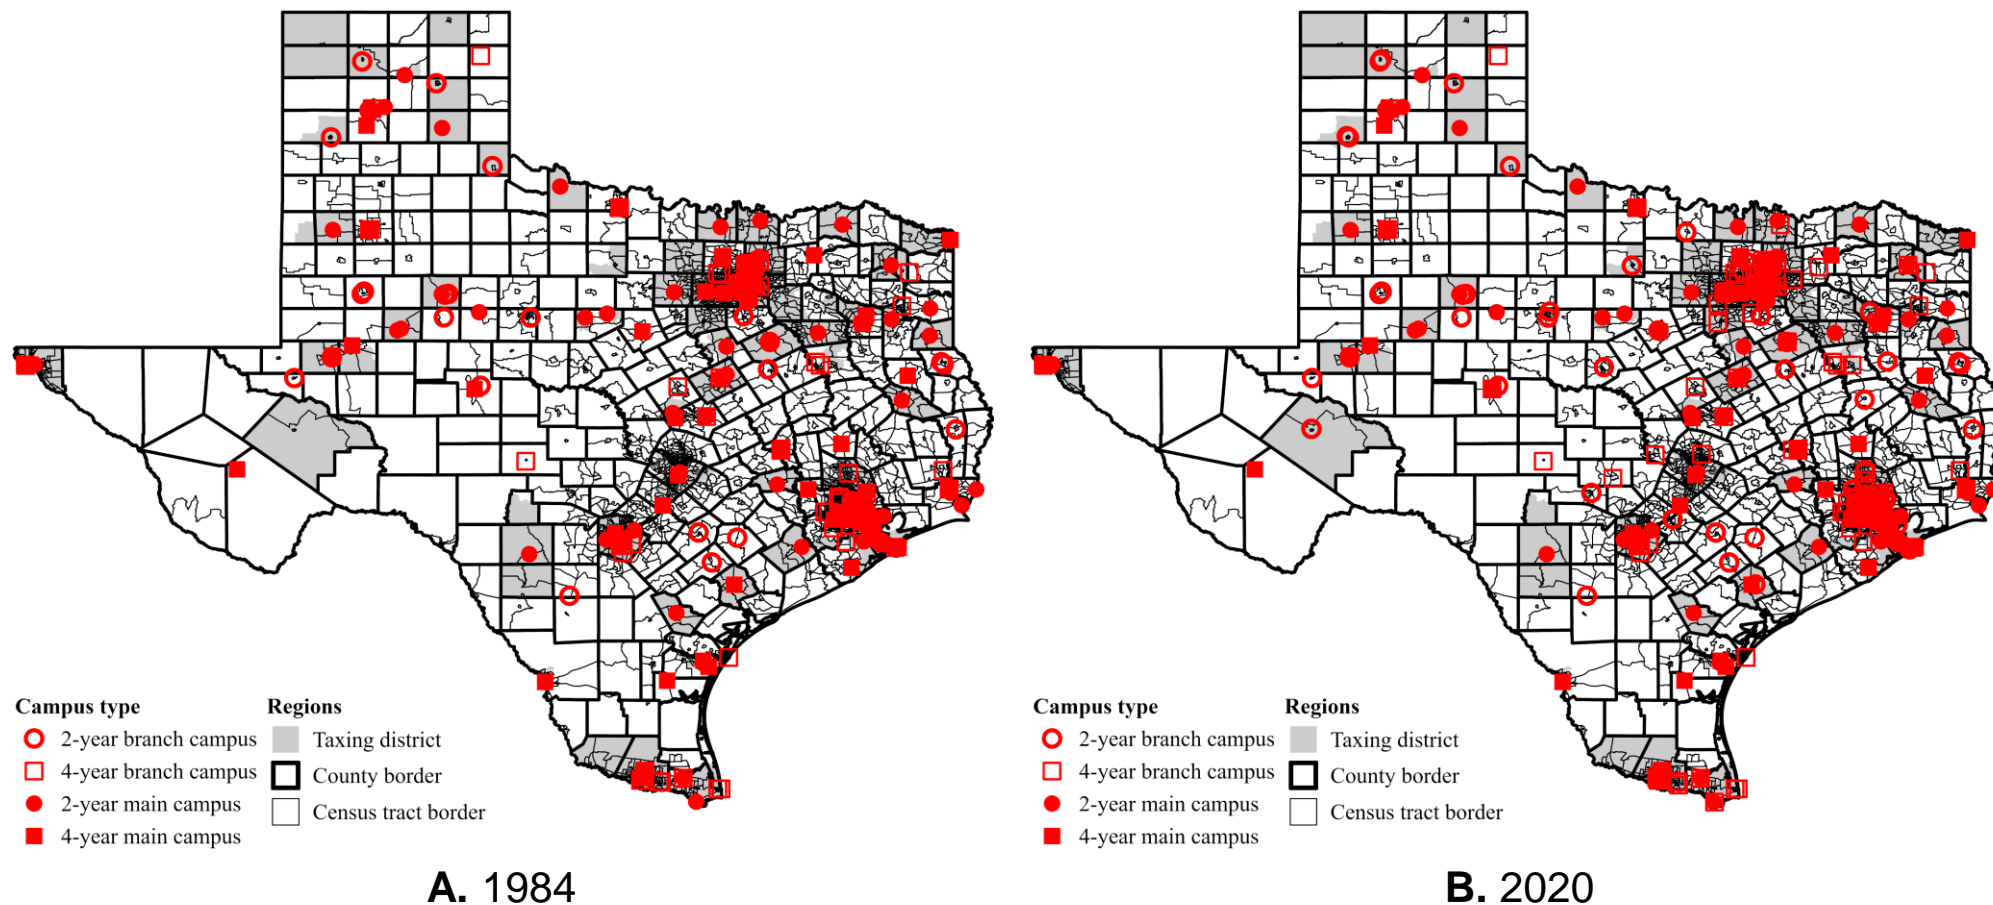 Campus type
2-year branch campus
4-year branch campus
2-year main campus
4-year main campus
Regions
Taxing district
County border
Census tract border
A. 1984
Campus type
2-year branch campus
4-year branch campus
2-year main campus
4-year main campus
Regions
Taxing district
County border
Census tract border
B. 2020